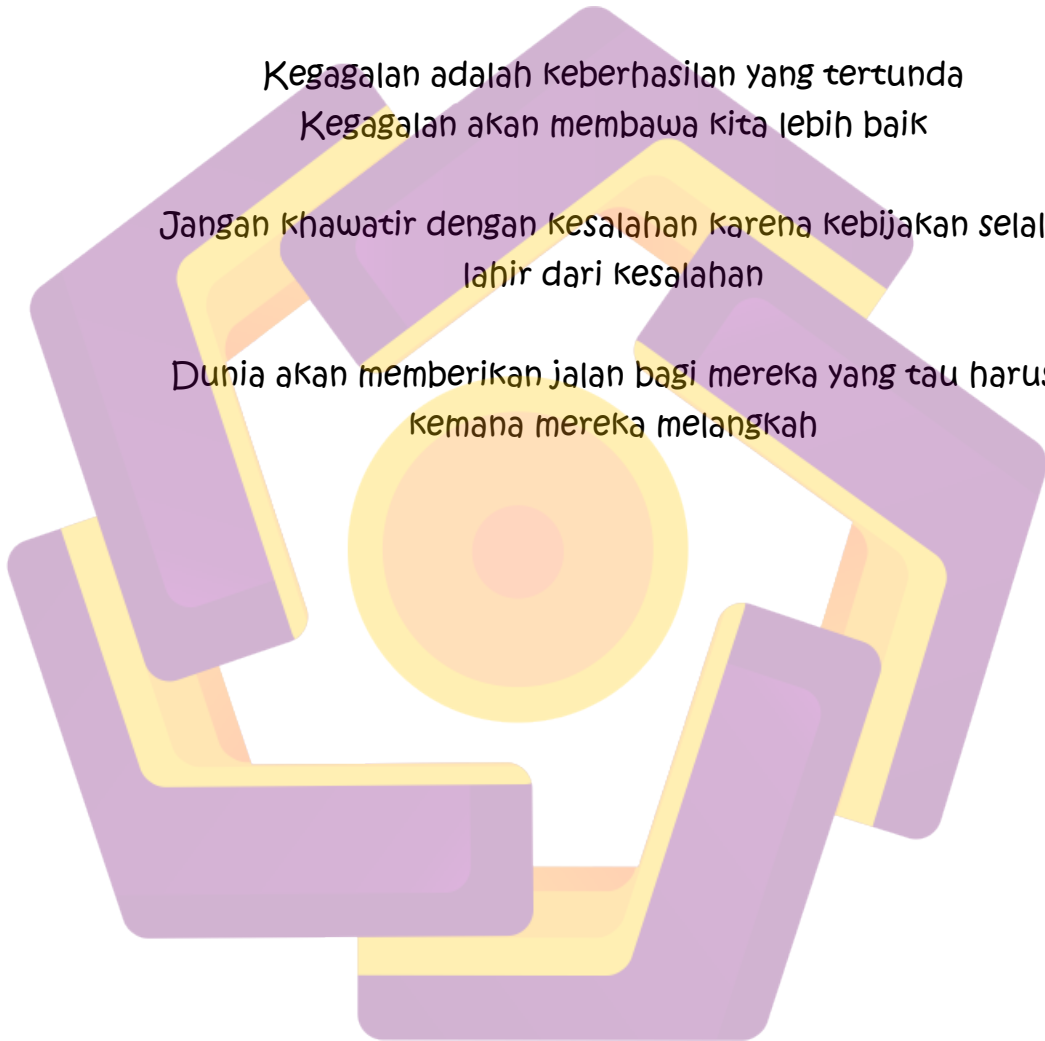 Kegagalan adalah keberhasilan yang tertunda
Kegagalan akan membawa kita lebih baik
Jangan khawatir dengan kesalahan karena kebijakan selal
lahir dari kesalahan
Dunia akan memberikan jalan bagi mereka yang tau harus
kemana mereka melangkah